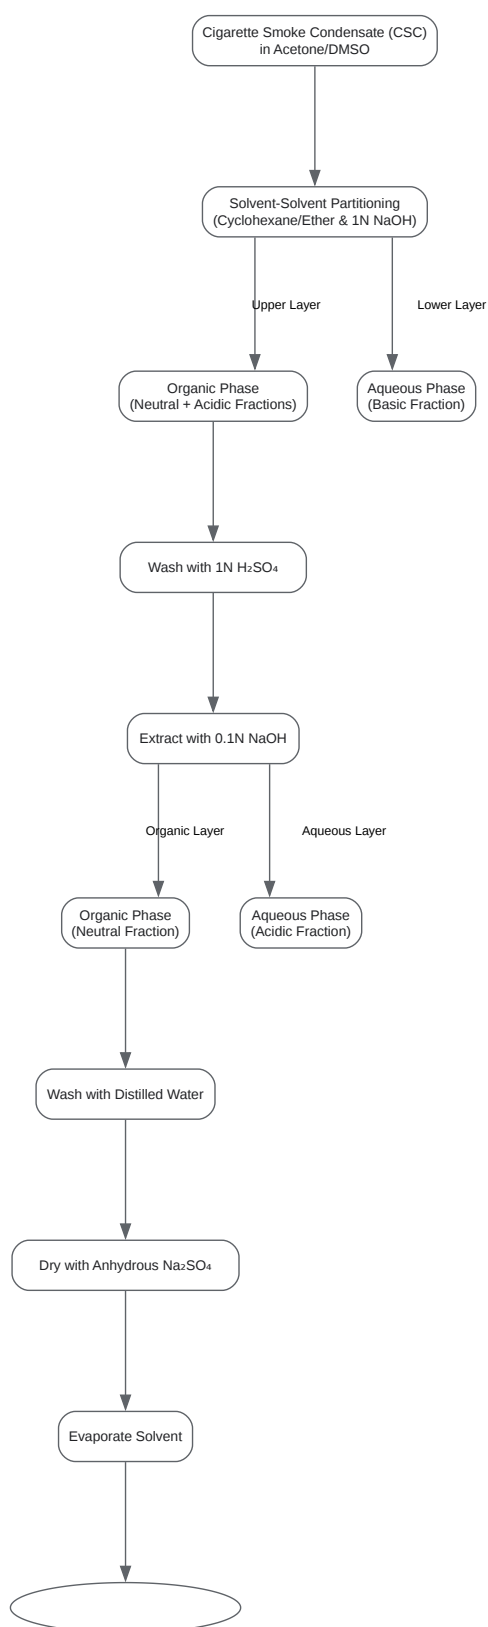 Cigarette Smoke Condensate (CSC)
in Acetone/DMSO
Solvent-Solvent Partitioning
(Cyclohexane/Ether & 1N NaOH)
Upper Layer
Lower Layer
Organic Phase
(Neutral + Acidic Fractions)
Aqueous Phase
(Basic Fraction)
Wash with 1N H₂SO₄
Extract with 0.1N NaOH
Organic Layer
Aqueous Layer
Organic Phase
(Neutral Fraction)
Aqueous Phase
(Acidic Fraction)
Wash with Distilled Water
Dry with Anhydrous Na₂SO₄
Evaporate Solvent